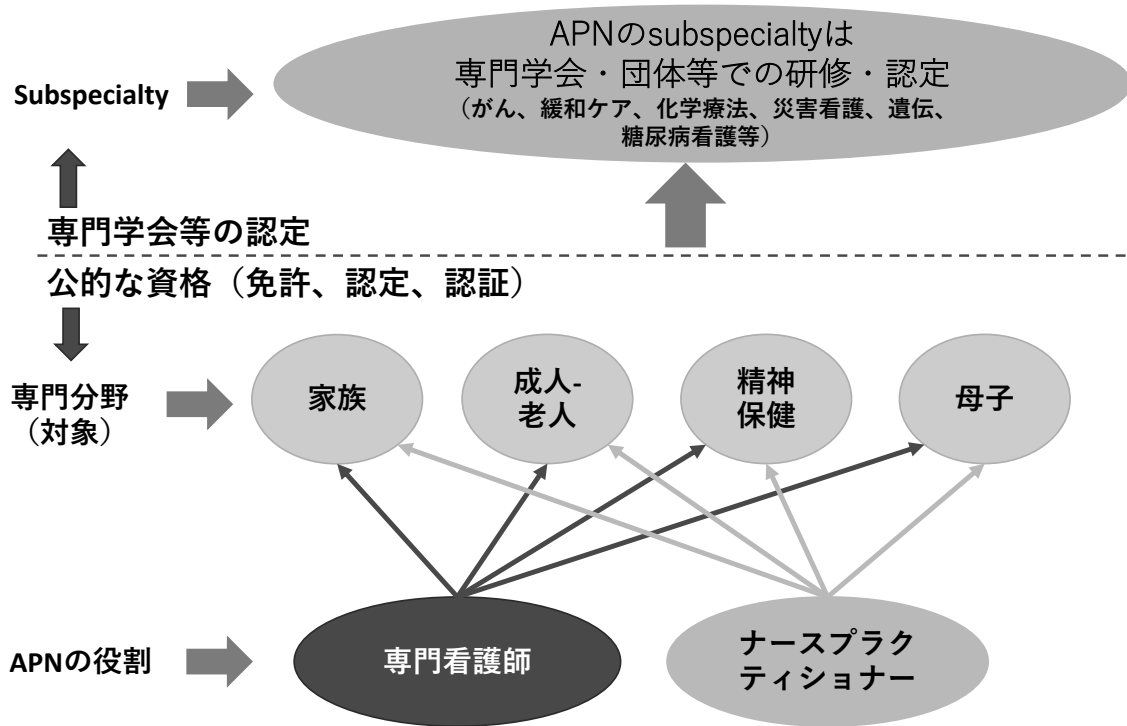 APNのsubspecialtyは
専門学会・団体等での研修・認定
（がん、緩和ケア、化学療法、災害看護、遺伝、
糖尿病看護等）
Subspecialty
専門学会等の認定
公的な資格（免許、認定、認証）
専門分野
（対象）
家族
成人-
老人
精神
保健
母子
APNの役割
専門看護師
ナースプラク
ティショナー